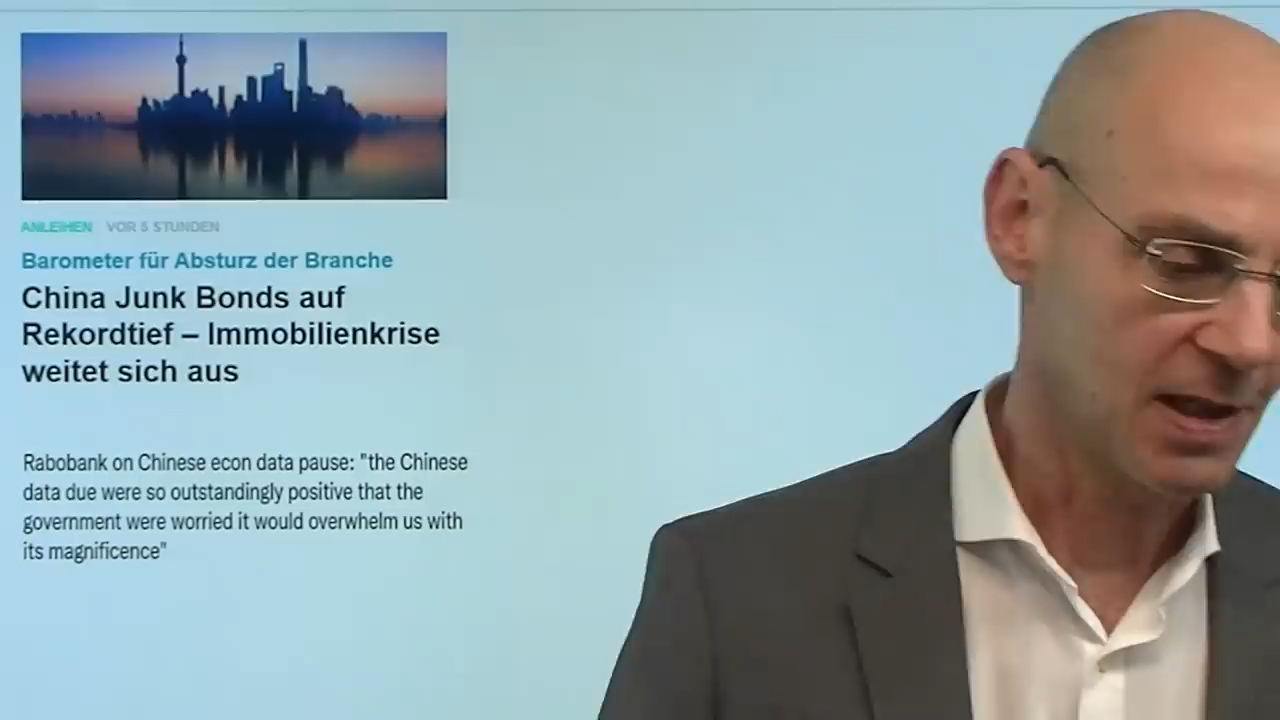 ANLEIHEN VOR 5 STUNDEN
Barometer für Absturz der Branche
China Junk Bonds auf
Rekordtief – Immobilienkrise
weitet sich aus
Rabobank on Chinese econ data pause: "the Chinese
data due were so outstandingly positive that the
government were worried it would overwhelm us with
its magnificence"